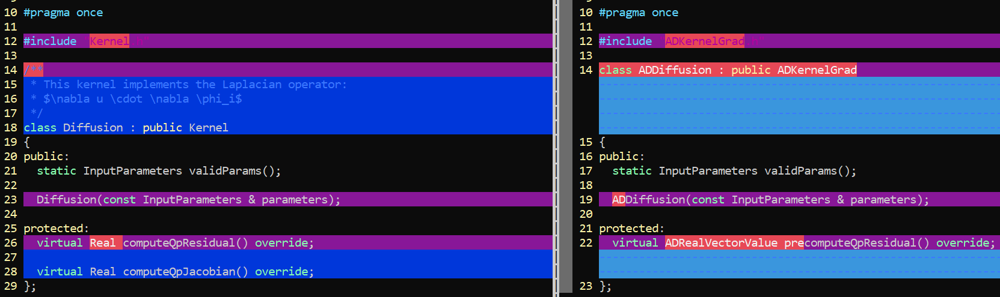 10 #pragma once
11
12 #include "Kernel.h"
13
14 /**
15  * This kernel implements the Laplacian operator:
16  * $\nabla u \cdot \nabla \phi_i$
17  */
18 class Diffusion : public Kernel
19 {
20 public:
21   static InputParameters validParams();
22
23   Diffusion(const InputParameters & parameters);
24
25 protected:
26   virtual Real computeQpResidual() override;
27
28   virtual Real computeQpJacobian() override;
29 };
10 #pragma once
11
12 #include "ADKernelGrad.h"
13
14 class ADDiffusion : public ADKernelGrad
15 {
16 public:
17   static InputParameters validParams();
18
19   ADDiffusion(const InputParameters & parameters);
20
21 protected:
22   virtual ADRealVectorValue precomputeQpResidual() override;
23 };